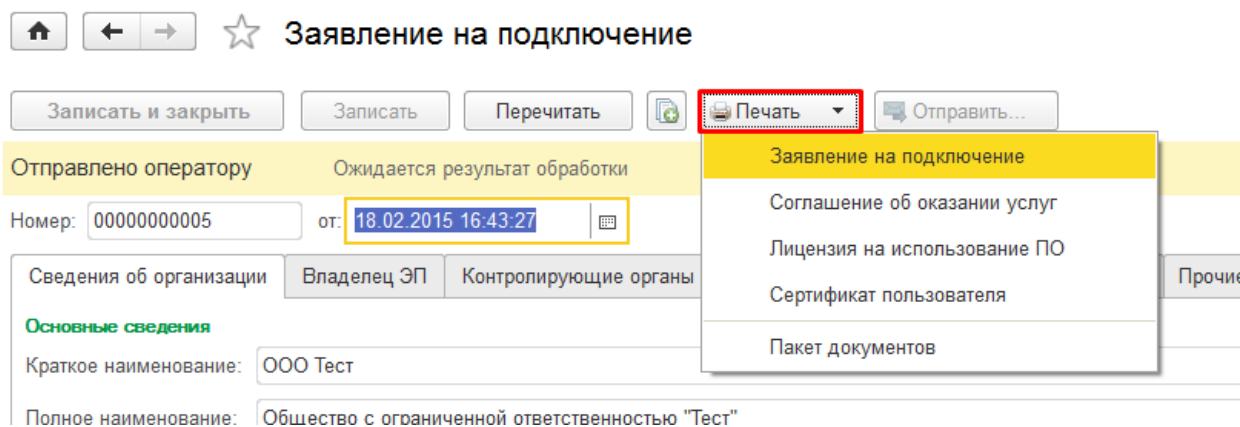 Заявление на подключение
Записать и закрыть Записать Перечитать Печать Отправить...
Отправлено оператору Ожидается результат обработки
Номер: 00000000005 от: 18.02.2015 16:43:27
Сведения об организации Владелец ЭП Контролирующие органы Прочие
Заявление на подключение
Соглашение об оказании услуг
Лицензия на использование ПО
Сертификат пользователя
Пакет документов
Основные сведения
Краткое наименование: ООО Тест
Полное наименование: Общество с ограниченной ответственностью "Тест"